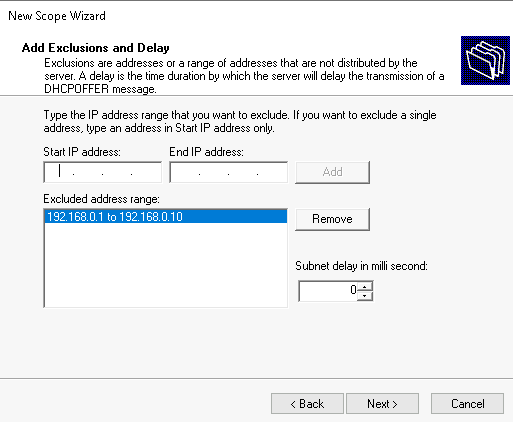 New Scope Wizard
Add Exclusions and Delay
Exclusions are addresses or a range of addresses that are not distributed by the
server. A delay is the time duration by which the server will delay the transmission of a
DHCPOFFER message.
Type the IP address range that you want to exclude. If you want to exclude a single
address, type an address in Start IP address only.
Start IP address:
End IP address:
Add
Excluded address range:
192.168.0.1 to 192.168.0.10
Remove
Subnet delay in milli second:
0
< Back
Next >
Cancel